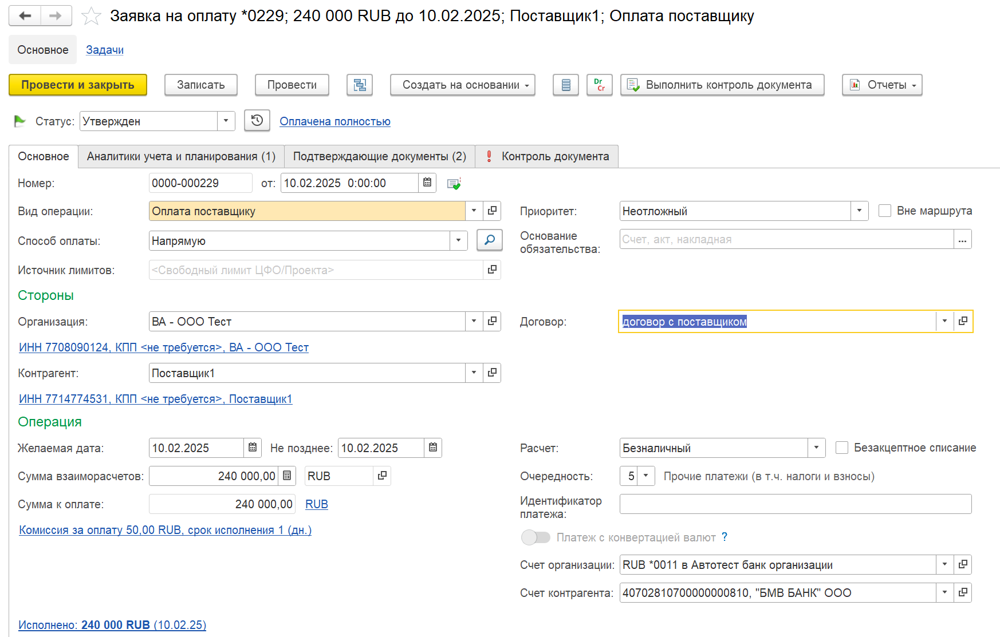 Заявка на оплату *0229; 240 000 RUB до 10.02.2025; Поставщик1; Оплата поставщику
Основное Задачи
Провести и закрыть Записать Провести Создать на основании Dr Cr Выполнить контроль документа Отчеты
Статус: Утвержден Оплачена полностью
Основное Аналитики учета и планирования (1) Подтверждающие документы (2) Контроль документа
Номер: 0000-000229 от: 10.02.2025 0:00:00
Вид операции: Оплата поставщику Приоритет: Неотложный Вне маршрута
Способ оплаты: Напрямую Основание обязательства: Счет, акт, накладная ...
Источник лимитов: <Свободный лимит ЦФО/Проекта>
Стороны
Организация: ВА - ООО Тест Договор: договор с поставщиком
ИНН 7708090124, КПП <не требуется>, ВА - ООО Тест
Контрагент: Поставщик1
ИНН 7714774531, КПП <не требуется>, Поставщик1
Операция
Желаемая дата: 10.02.2025 Не позднее: 10.02.2025 Расчет: Безналичный Безакцептное списание
Сумма взаиморасчетов: 240 000,00 RUB Очередность: 5 Прочие платежи (в т.ч. налоги и взносы)
Сумма к оплате: 240 000,00 RUB Идентификатор платежа:
Комиссия за оплату 50,00 RUB, срок исполнения 1 (дн.)
Платеж с конвертацией валют ?
Счет организации: RUB *0011 в Автотест банк организации
Счет контрагента: 40702810700000000810, "БМВ БАНК" ООО
Исполнено: 240 000 RUB (10.02.25)